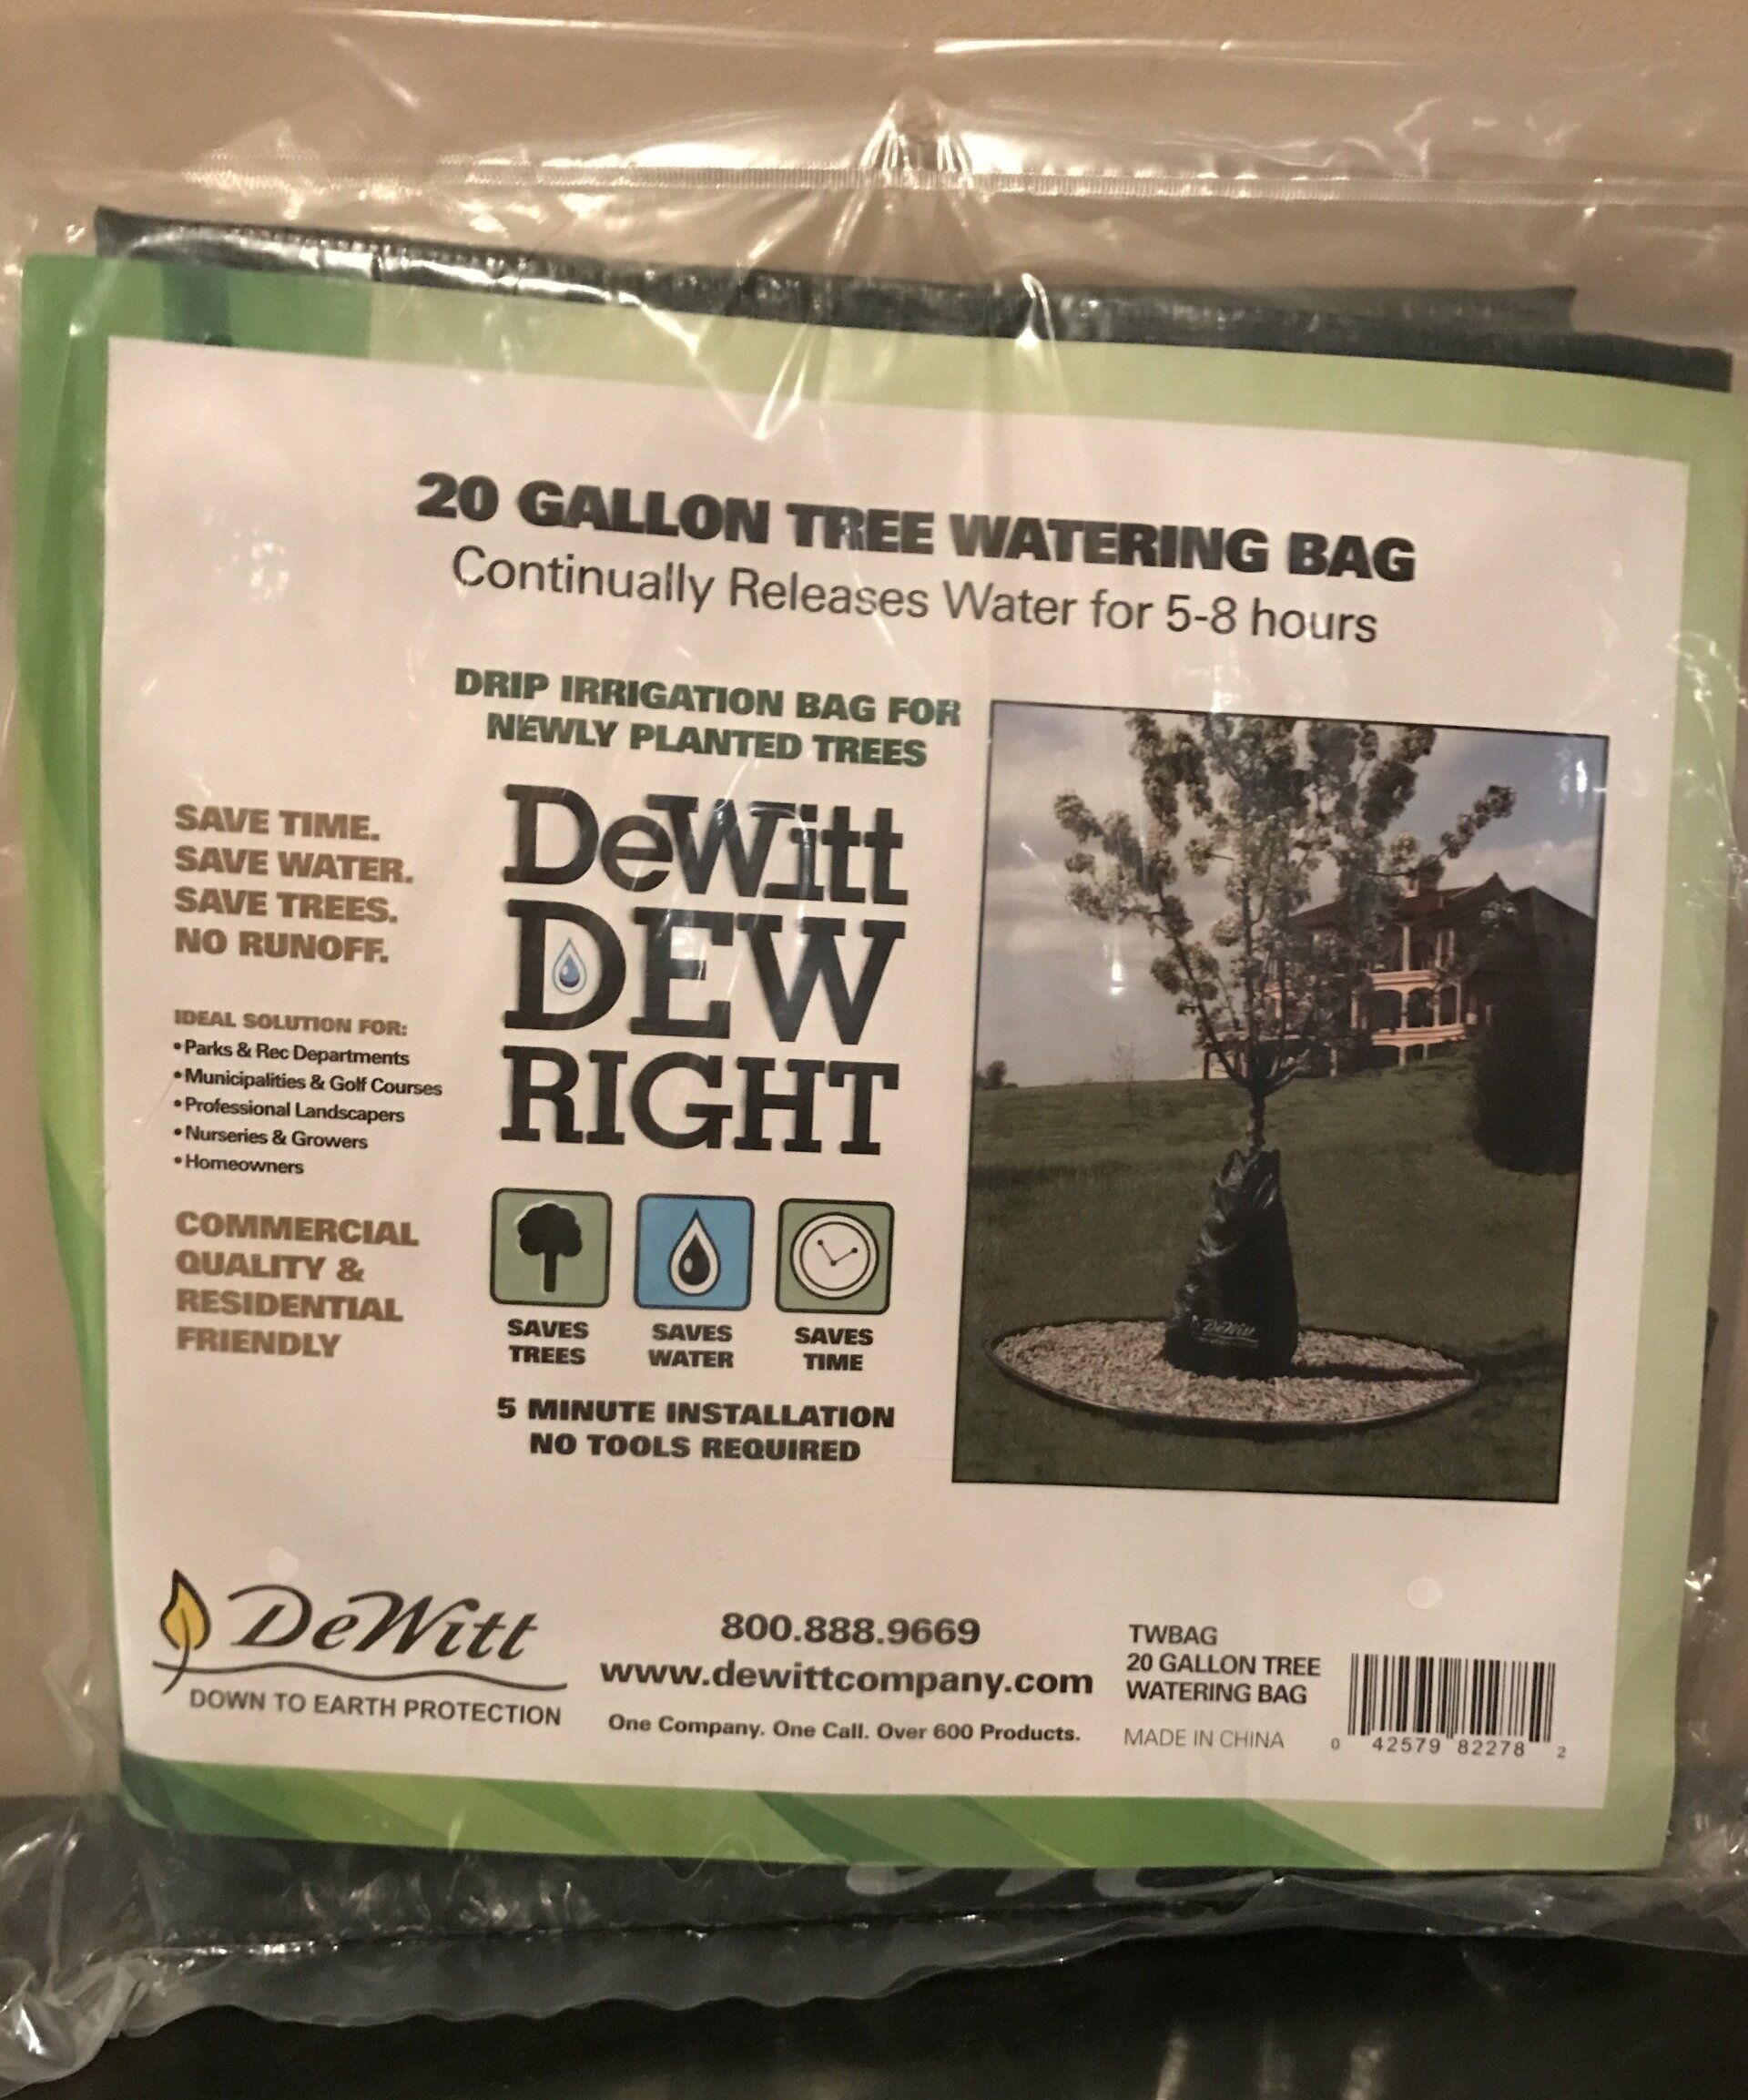 20 GALLON TREE WATERING BAG
Continually Releases Water for 5-8 hours
DRIP IRRIGATION BAG FOR
NEWLY PLANTED TREES
SAVE TIME.
SAVE WATER.
SAVE TREES.
NO RUNOFF.
IDEAL SOLUTION FOR:
• Parks & Rec Departments
• Municipalities & Golf Courses
• Professional Landscapers
• Nurseries & Growers
• Homeowners
COMMERCIAL
QUALITY &
RESIDENTIAL
FRIENDLY
DeWitt
DEW
RIGHT
SAVES
TREES
SAVES
WATER
SAVES
TIME
5 MINUTE INSTALLATION
NO TOOLS REQUIRED
DeWitt
DeWitt
DOWN TO EARTH PROTECTION
800.888.9669
www.dewittcompany.com
One Company. One Call. Over 600 Products.
TWBAG
20 GALLON TREE
WATERING BAG
MADE IN CHINA
0 42579 82278 2